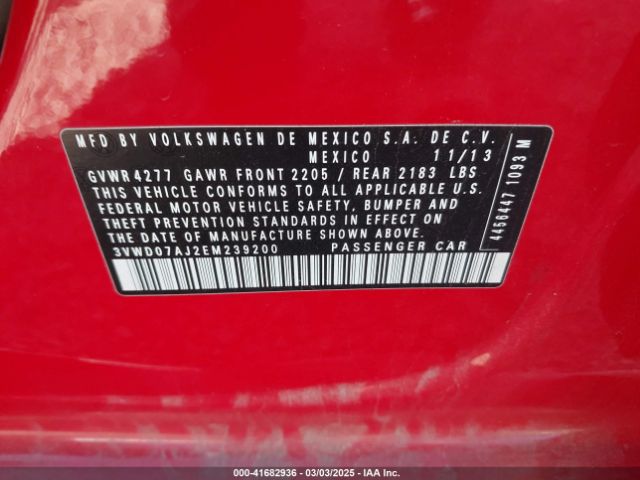 MFD BY VOLKSWAGEN DE MEXICO S.A. DE C.V.
MEXICO 11/13
GVWR 4277 GAWR FRONT 2205 / REAR 2183 LBS
THIS VEHICLE CONFORMS TO ALL APPLICABLE U.S.
FEDERAL MOTOR VEHICLE SAFETY, BUMPER AND
THEFT PREVENTION STANDARDS IN EFFECT ON
THE DATE OF MANUFACTURE SHOWN ABOVE
3VWD07AJ2EM239200 PASSENGER CAR
4456447 1093 M
000-41682936 - 03/03/2025 - IAA Inc.